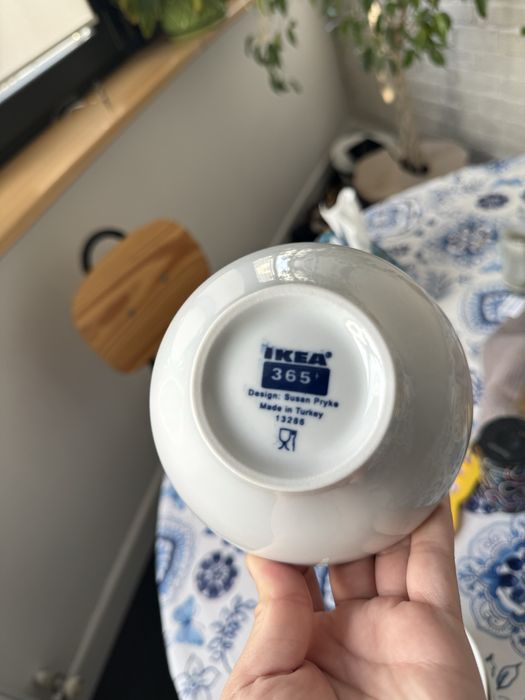 IKEA®
365+
Design: Susan Pryke
Made in Turkey
13286